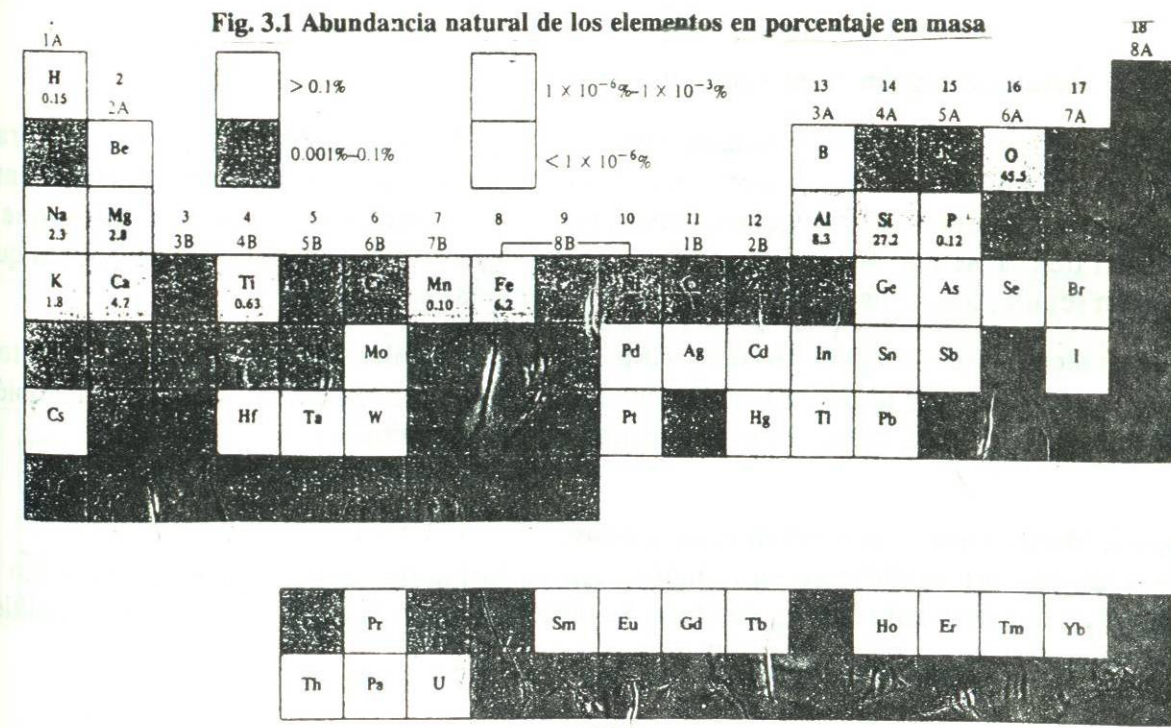 Fig. 3.1 Abundancia natural de los elementos en porcentaje en masa
1A
18
8A
H
0.15
2
2A
> 0.1%
1 × 10⁻⁶%–1 × 10⁻³%
13 14 15 16 17
3A 4A 5A 6A 7A
0.001%–0.1%
< 1 × 10⁻⁶%
Be B O
45.5
Na Mg 3 4 5 6 7 8 9 10 11 12 Al Si P
2.3 2.8 3B 4B 5B 6B 7B 8B 1B 2B 8.3 27.2 0.12
K Ca Ti Cr Mn Fe Ge As Se Br
1.8 4.7 0.63 0.10 6.2
Mo Pd Ag Cd In Sn Sb I
Cs Hf Ta W Pt Hg Tl Pb
Pr Sm Eu Gd Tb Ho Er Tm Yb
Th Pa U